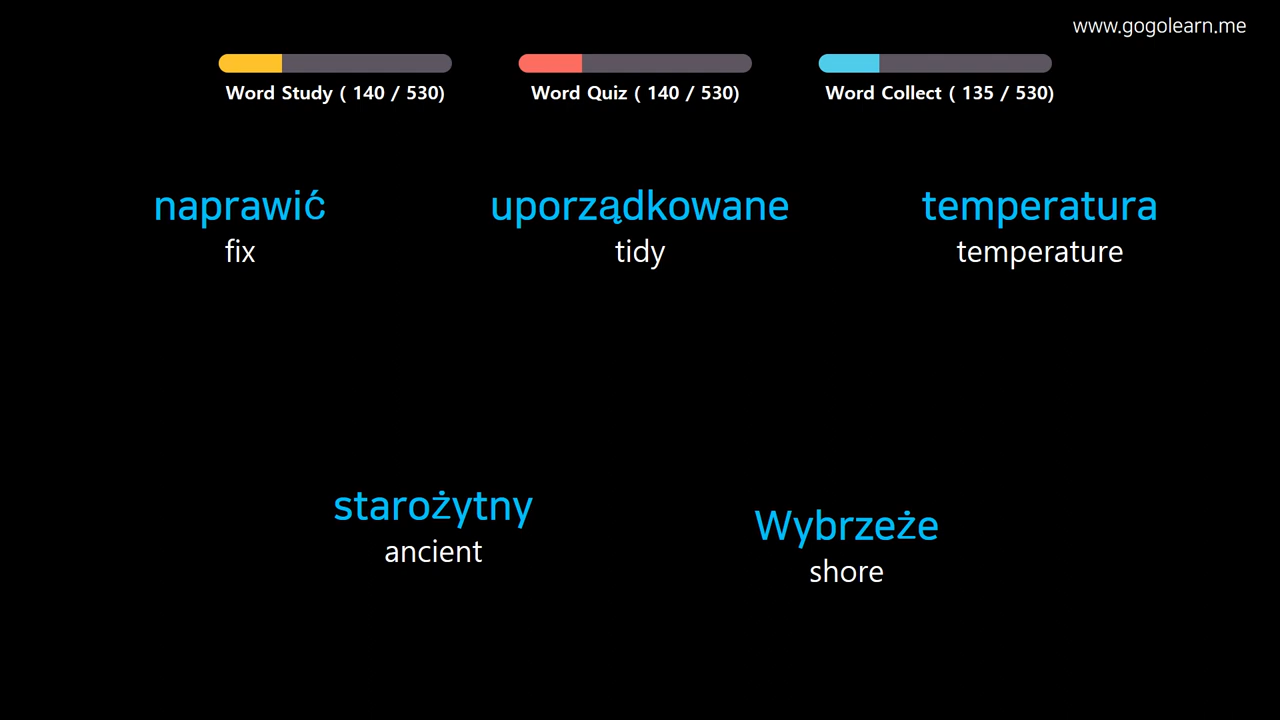 www.gogolearn.me
Word Study ( 140 / 530)
Word Quiz ( 140 / 530)
Word Collect ( 135 / 530)
naprawić
fix
uporządkowane
tidy
temperatura
temperature
starożytny
ancient
Wybrzeże
shore